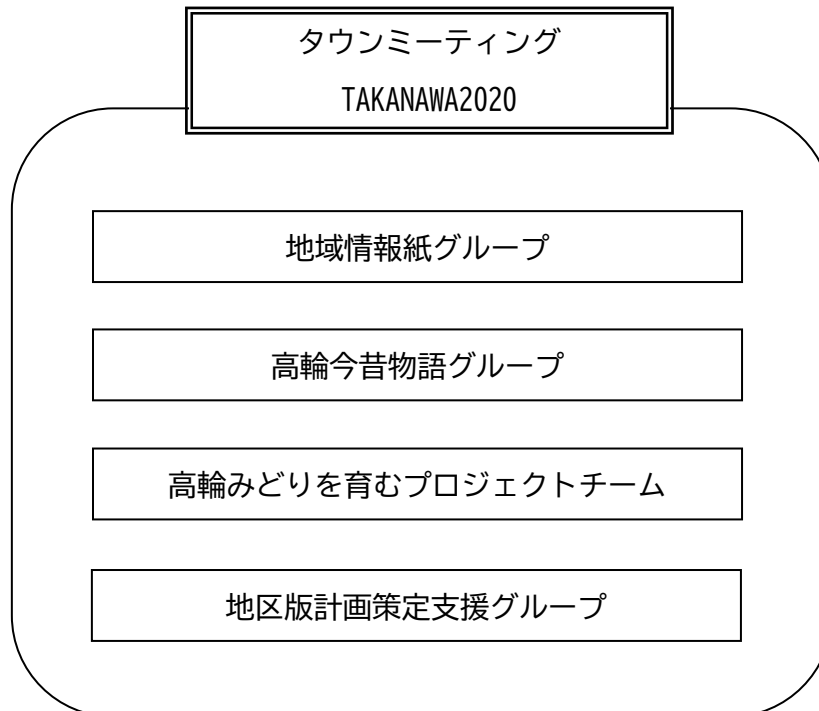 タウンミーティング
TAKANAWA2020
地域情報紙グループ
高輪今昔物語グループ
高輪みどりを育むプロジェクトチーム
地区版計画策定支援グループ